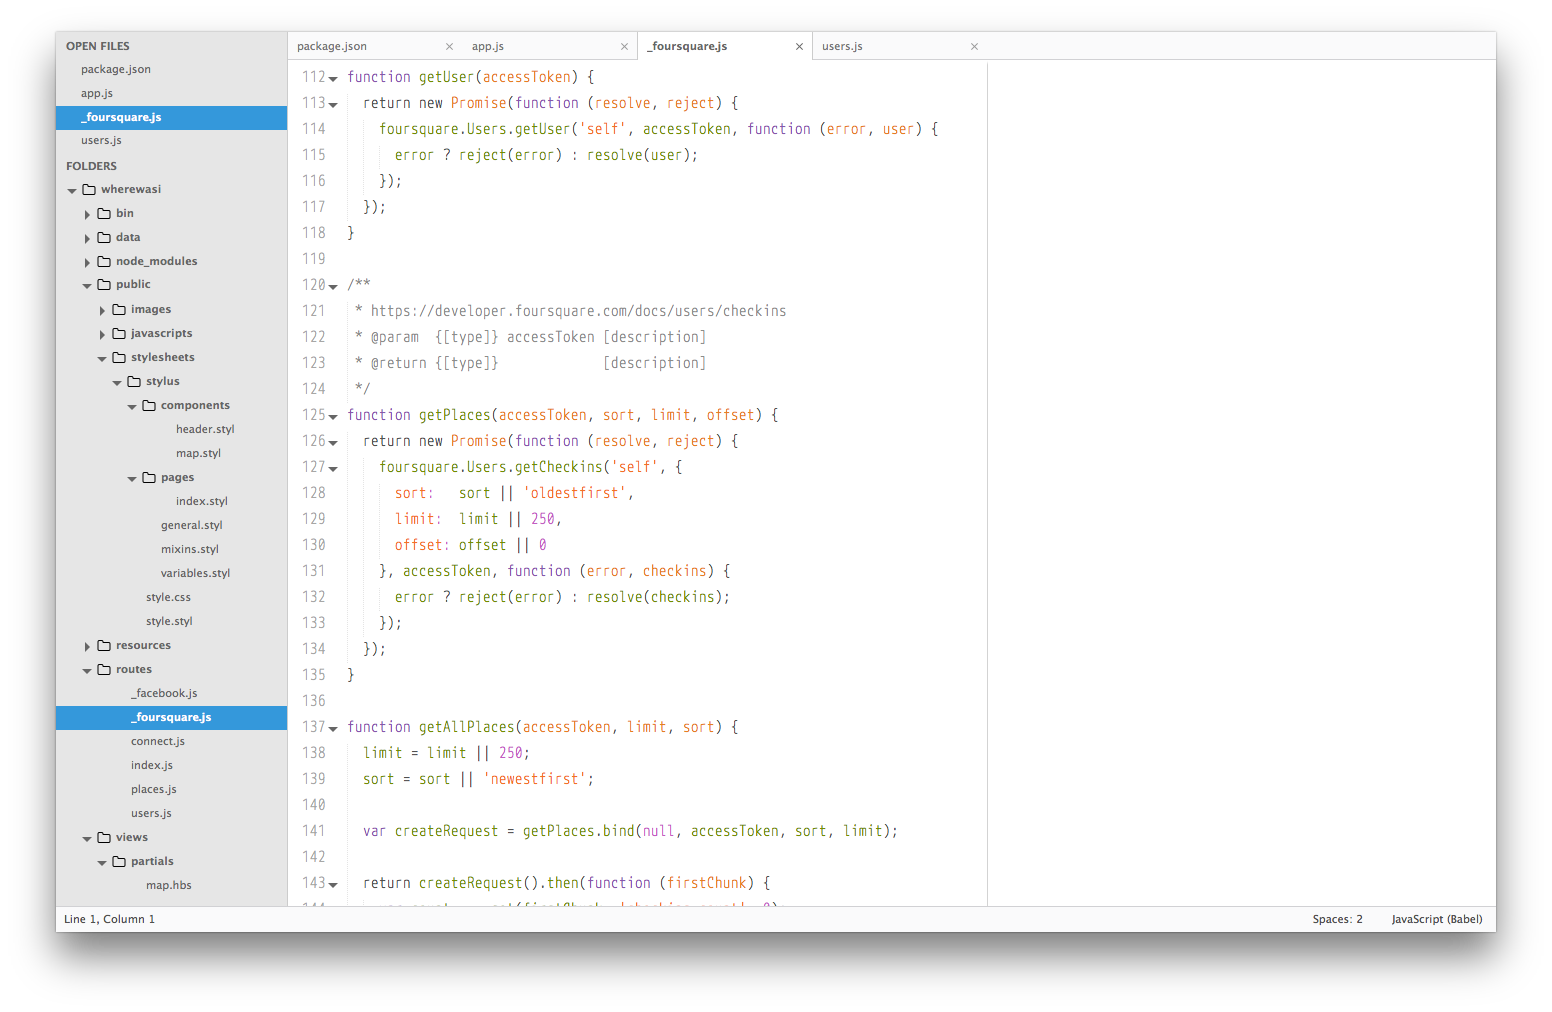 OPEN FILES
package.json
app.js
_foursquare.js
users.js
FOLDERS
wherewasi
bin
data
node_modules
public
images
javascripts
stylesheets
stylus
components
header.styl
map.styl
pages
index.styl
general.styl
mixins.styl
variables.styl
style.css
style.styl
resources
routes
_facebook.js
_foursquare.js
connect.js
index.js
places.js
users.js
views
partials
map.hbs
package.json × app.js × _foursquare.js × users.js ×
112 function getUser(accessToken) {
113   return new Promise(function (resolve, reject) {
114     foursquare.Users.getUser('self', accessToken, function (error, user) {
115       error ? reject(error) : resolve(user);
116     });
117   });
118 }
119
120 /**
121  * https://developer.foursquare.com/docs/users/checkins
122  * @param  {[type]} accessToken [description]
123  * @return {[type]}             [description]
124  */
125 function getPlaces(accessToken, sort, limit, offset) {
126   return new Promise(function (resolve, reject) {
127     foursquare.Users.getCheckins('self', {
128       sort:   sort || 'oldestfirst',
129       limit:  limit || 250,
130       offset: offset || 0
131     }, accessToken, function (error, checkins) {
132       error ? reject(error) : resolve(checkins);
133     });
134   });
135 }
136
137 function getAllPlaces(accessToken, limit, sort) {
138   limit = limit || 250;
139   sort = sort || 'newestfirst';
140
141   var createRequest = getPlaces.bind(null, accessToken, sort, limit);
142
143   return createRequest().then(function (firstChunk) {
Line 1, Column 1
Spaces: 2 JavaScript (Babel)